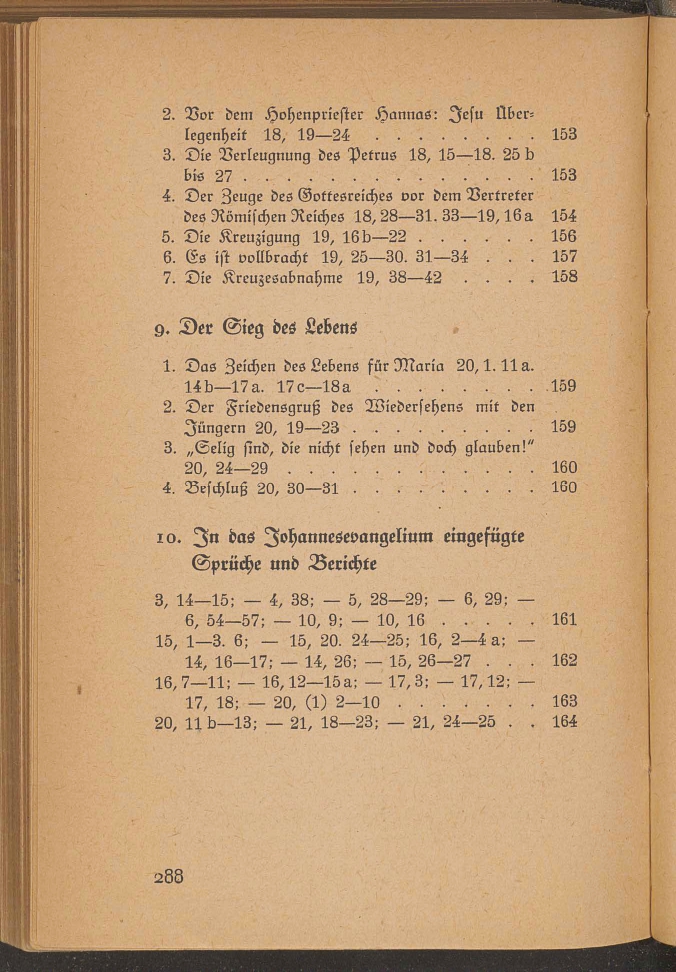 2. Vor dem Hohenpriester Hannas: Jesu Über-
legenheit 18, 19—24 . . . . . . . . 153
3. Die Verleugnung des Petrus 18, 15—18. 25 b
bis 27 . . . . . . . . . . . . . . . 153
4. Der Zeuge des Gottesreiches vor dem Vertreter
des Römischen Reiches 18, 28—31. 33—19, 16 a 154
5. Die Kreuzigung 19, 16b—22 . . . . . . 156
6. Es ist vollbracht 19, 25—30. 31—34 . . . 157
7. Die Kreuzesabnahme 19, 38—42 . . . . 158
9. Der Sieg des Lebens
1. Das Zeichen des Lebens für Maria 20, 1. 11 a.
14b—17a. 17c—18a . . . . . . . . 159
2. Der Friedensgruß des Wiedersehens mit den
Jüngern 20, 19—23 . . . . . . . . . 159
3. „Selig sind, die nicht sehen und doch glauben!“
20, 24—29 . . . . . . . . . . . . 160
4. Beschluß 20, 30—31 . . . . . . . . . 160
10. In das Johannesevangelium eingefügte
Sprüche und Berichte
3, 14—15; — 4, 38; — 5, 28—29; — 6, 29; —
6, 54—57; — 10, 9; — 10, 16 . . . . . 161
15, 1—3. 6; — 15, 20. 24—25; 16, 2—4 a; —
14, 16—17; — 14, 26; — 15, 26—27 . . . 162
16, 7—11; — 16, 12—15a; — 17, 3; — 17, 12; —
17, 18; — 20, (1) 2—10 . . . . . . . 163
20, 11 b—13; — 21, 18—23; — 21, 24—25 . . 164
288